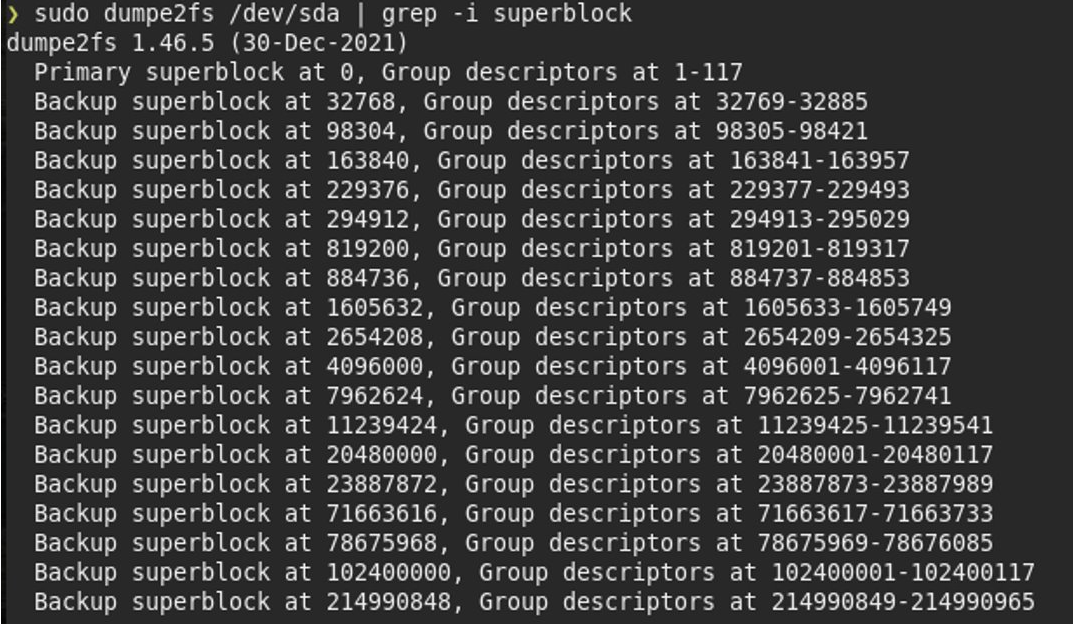 ❯ sudo dumpe2fs /dev/sda | grep -i superblock
dumpe2fs 1.46.5 (30-Dec-2021)
  Primary superblock at 0, Group descriptors at 1-117
  Backup superblock at 32768, Group descriptors at 32769-32885
  Backup superblock at 98304, Group descriptors at 98305-98421
  Backup superblock at 163840, Group descriptors at 163841-163957
  Backup superblock at 229376, Group descriptors at 229377-229493
  Backup superblock at 294912, Group descriptors at 294913-295029
  Backup superblock at 819200, Group descriptors at 819201-819317
  Backup superblock at 884736, Group descriptors at 884737-884853
  Backup superblock at 1605632, Group descriptors at 1605633-1605749
  Backup superblock at 2654208, Group descriptors at 2654209-2654325
  Backup superblock at 4096000, Group descriptors at 4096001-4096117
  Backup superblock at 7962624, Group descriptors at 7962625-7962741
  Backup superblock at 11239424, Group descriptors at 11239425-11239541
  Backup superblock at 20480000, Group descriptors at 20480001-20480117
  Backup superblock at 23887872, Group descriptors at 23887873-23887989
  Backup superblock at 71663616, Group descriptors at 71663617-71663733
  Backup superblock at 78675968, Group descriptors at 78675969-78676085
  Backup superblock at 102400000, Group descriptors at 102400001-102400117
  Backup superblock at 214990848, Group descriptors at 214990849-214990965